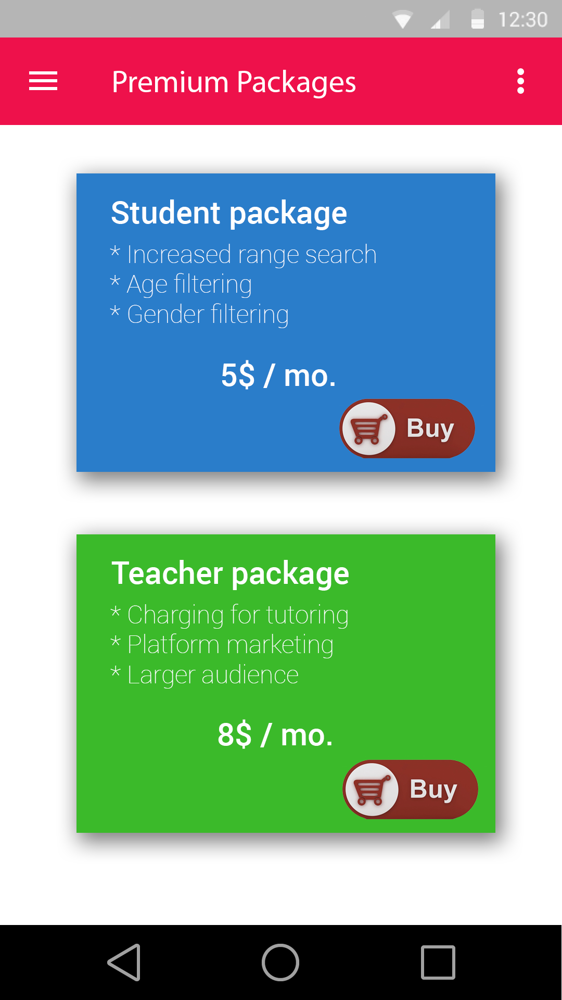 12:30
Premium Packages
Student package
* Increased range search
* Age filtering
* Gender filtering
5$ / mo.
Buy
Teacher package
* Charging for tutoring
* Platform marketing
* Larger audience
8$ / mo.
Buy